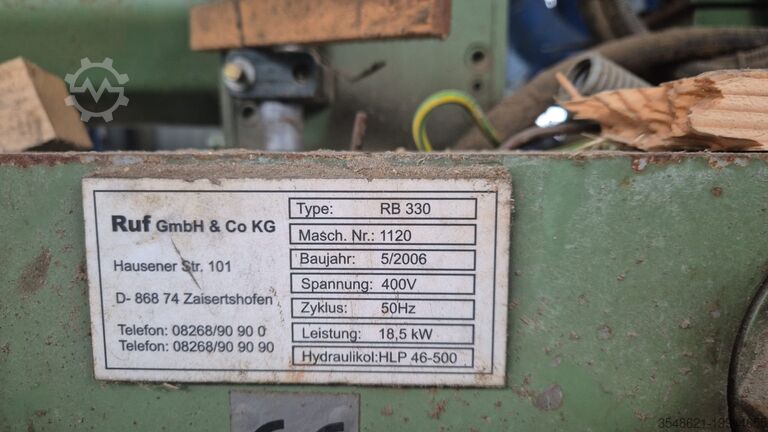 Ruf GmbH & Co KG
Hausener Str. 101
D- 868 74 Zaisertshofen
Telefon: 08268/90 90 0
Telefon: 08268/90 90 90
Type: RB 330
Masch. Nr.: 1120
Baujahr: 5/2006
Spannung: 400V
Zyklus: 50Hz
Leistung: 18,5 kW
Hydrauliköl:HLP 46-500